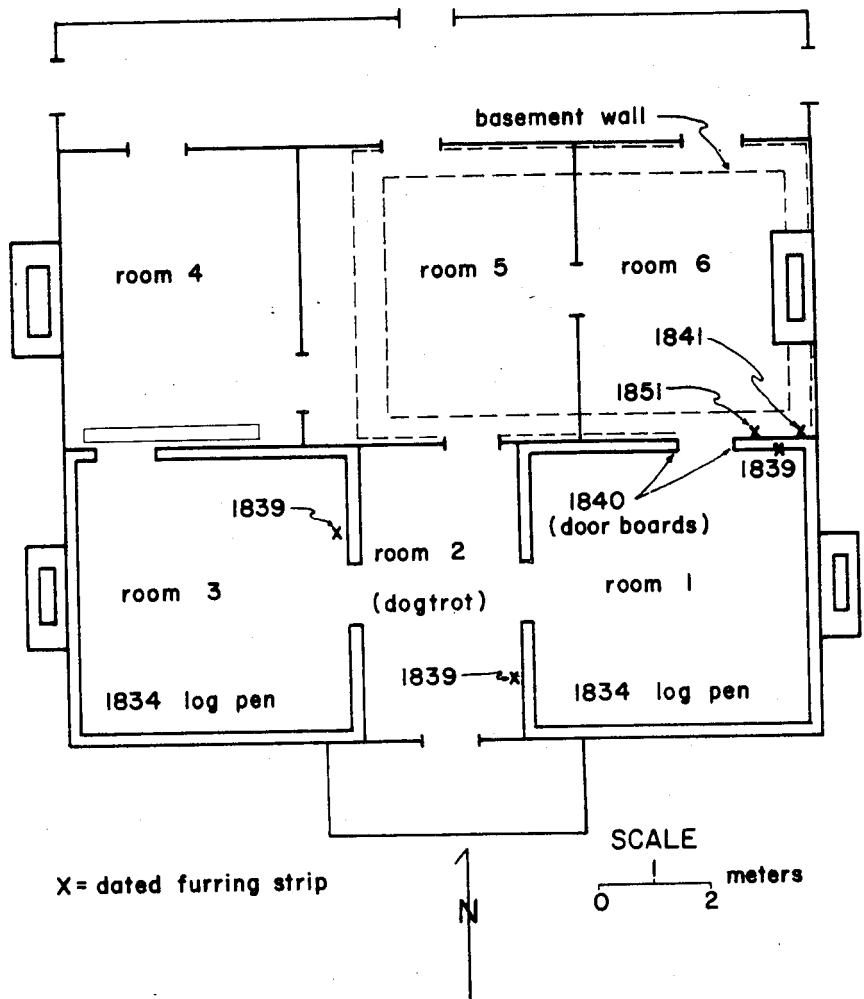 basement wall
room 4
room 5
room 6
1841
1851
1839
1839
1840
(door boards)
room 2
(dogtrot)
room 3
room 1
1839
1834 log pen
1834 log pen
SCALE
X = dated furring strip
meters
0 2
N